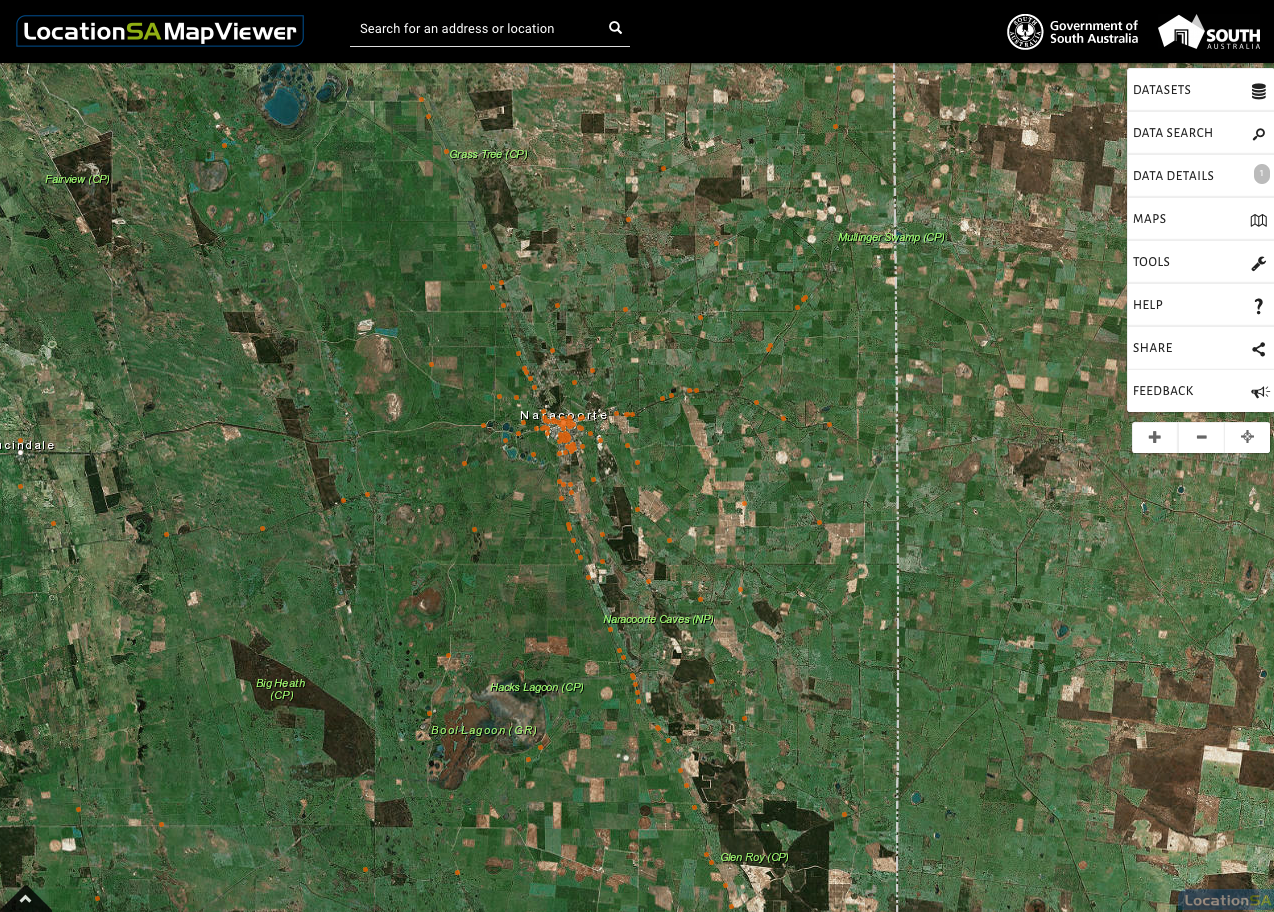 LocationSAMapViewer
Search for an address or location
Government of
South Australia
SOUTH
AUSTRALIA
DATASETS
DATA SEARCH
DATA DETAILS
1
MAPS
TOOLS
HELP
SHARE
FEEDBACK
Grass Tree (CP)
Fairview (CP)
Mullinger Swamp (CP)
Naracoorte
ucindale
Naracoorte Caves (NP)
Big Heath
(CP)
Hacks Lagoon (CP)
Bool Lagoon (GR)
Glen Roy (CP)
LocationSA